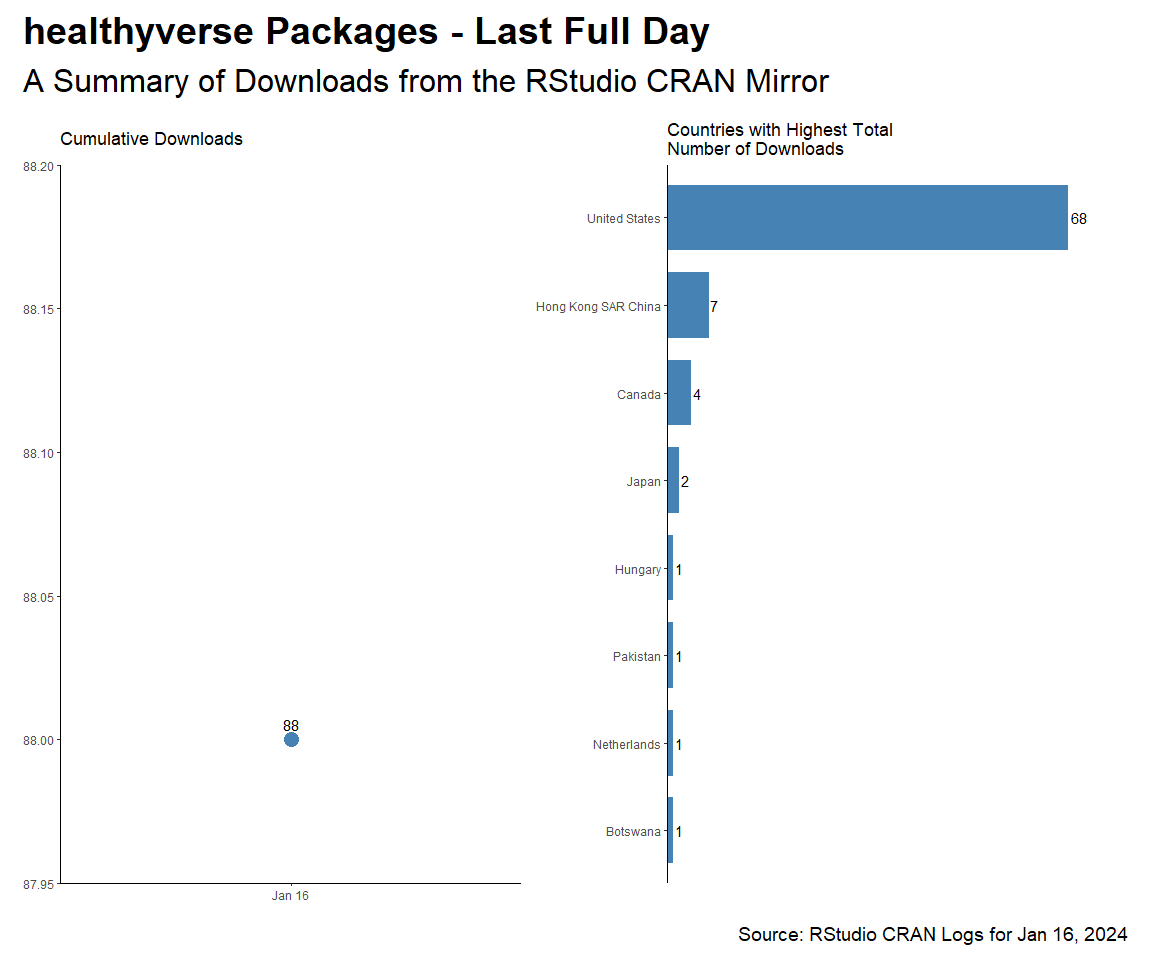 healthyverse Packages - Last Full Day
A Summary of Downloads from the RStudio CRAN Mirror
Cumulative Downloads
88.20
88.15
88.10
88.05
88.00
87.95
88
Jan 16
Countries with Highest Total
Number of Downloads
United States 68
Hong Kong SAR China 7
Canada 4
Japan 2
Hungary 1
Pakistan 1
Netherlands 1
Botswana 1
Source: RStudio CRAN Logs for Jan 16, 2024